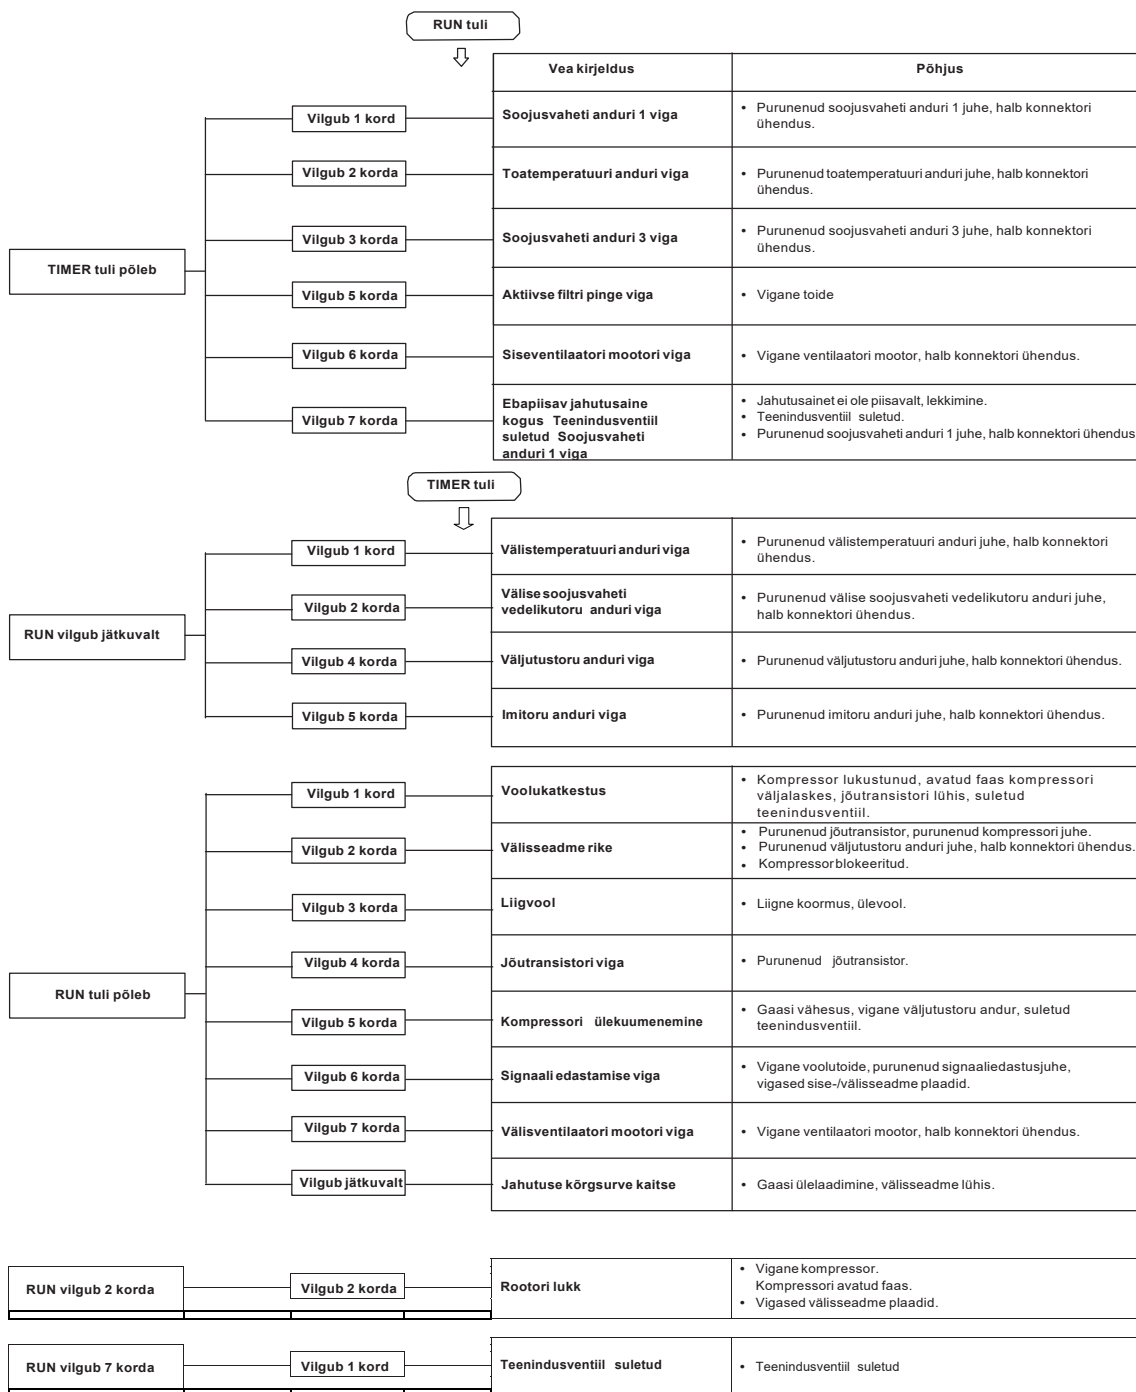 RUN tuli
Vea kirjeldus
Põhjus
TIMER tuli põleb
Vilgub 1 kord
Soojusvaheti anduri 1 viga
• Purunenud soojusvaheti anduri 1 juhe, halb konnektori
ühendus.
Vilgub 2 korda
Toatemperatuuri anduri viga
• Purunenud toatemperatuuri anduri juhe, halb konnektori
ühendus.
Vilgub 3 korda
Soojusvaheti anduri 3 viga
• Purunenud soojusvaheti anduri 3 juhe, halb konnektori
ühendus.
Vilgub 5 korda
Aktiivse filtri pinge viga
• Vigane toide
Vilgub 6 korda
Siseventilaatori mootori viga
• Vigane ventilaatori mootor, halb konnektori ühendus.
Vilgub 7 korda
Ebapiisav jahutusaine
kogus Teenindusventiil
suletud Soojusvaheti
anduri 1 viga
• Jahutusainet ei ole piisavalt, lekkimine.
• Teenindusventiil suletud.
• Purunenud soojusvaheti anduri 1 juhe, halb konnektori ühendus
TIMER tuli
RUN vilgub jätkuvalt
Vilgub 1 kord
Välistemperatuuri anduri viga
• Purunenud välistemperatuuri anduri juhe, halb konnektori
ühendus.
Vilgub 2 korda
Välise soojusvaheti
vedelikutoru anduri viga
• Purunenud välise soojusvaheti vedelikutoru anduri juhe,
halb konnektori ühendus.
Vilgub 4 korda
Väljutustoru anduri viga
• Purunenud väljutustoru anduri juhe, halb konnektori ühendus.
Vilgub 5 korda
Imitoru anduri viga
• Purunenud imitoru anduri juhe, halb konnektori ühendus.
RUN tuli põleb
Vilgub 1 kord
Voolukatkestus
• Kompressor lukustunud, avatud faas kompressori
väljalaskes, jõutransistori lühis, suletud
teenindusventiil.
Vilgub 2 korda
Välisseadme rike
• Purunenud jõutransistor, purunenud kompressori juhe.
• Purunenud väljutustoru anduri juhe, halb konnektori ühendus.
• Kompressor blokeeritud.
Vilgub 3 korda
Liigvool
• Liigne koormus, ülevool.
Vilgub 4 korda
Jõutransistori viga
• Purunenud jõutransistor.
Vilgub 5 korda
Kompressori ülekuumenemine
• Gaasi vähesus, vigane väljutustoru andur, suletud
teenindusventiil.
Vilgub 6 korda
Signaali edastamise viga
• Vigane voolutoide, purunenud signaaliedastusjuhe,
vigased sise-/välisseadme plaadid.
Vilgub 7 korda
Välisventilaatori mootori viga
• Vigane ventilaatori mootor, halb konnektori ühendus.
Vilgub jätkuvalt
Jahutuse kõrgsurve kaitse
• Gaasi ülelaadimine, välisseadme lühis.
RUN vilgub 2 korda
Vilgub 2 korda
Rootori lukk
• Vigane kompressor.
Kompressori avatud faas.
• Vigased välisseadme plaadid.
RUN vilgub 7 korda
Vilgub 1 kord
Teenindusventiil suletud
• Teenindusventiil suletud